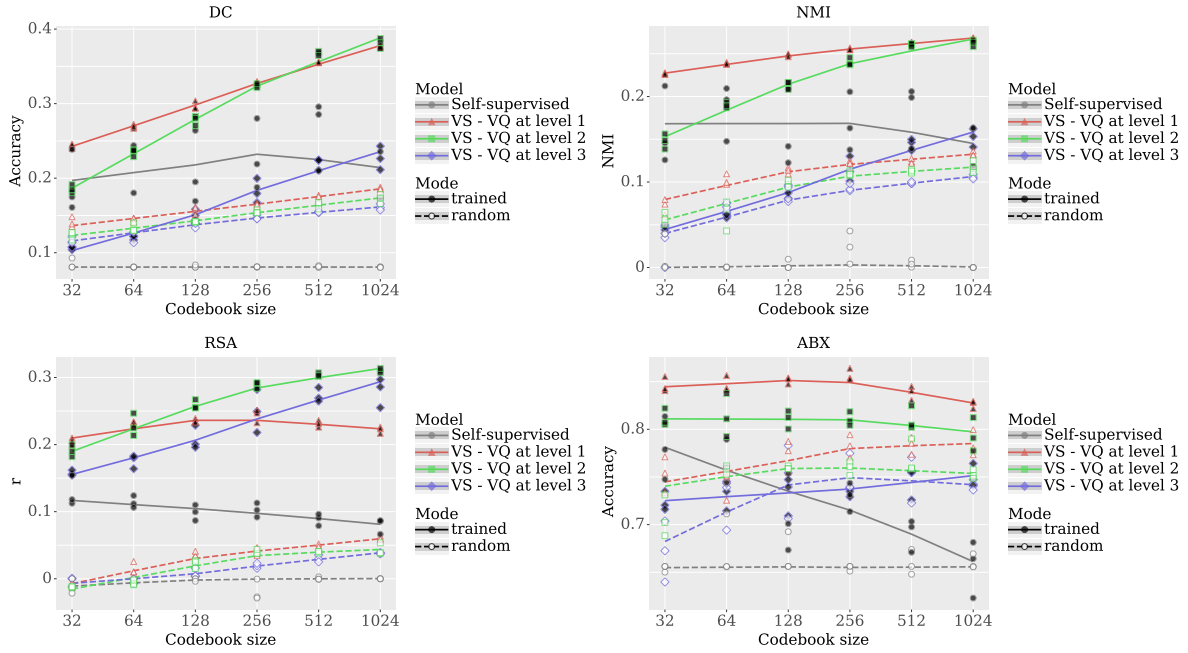 DC
Accuracy
0.4
0.3
0.2
0.1
32 64 128 256 512 1024
Codebook size
Model
Self-supervised
VS - VQ at level 1
VS - VQ at level 2
VS - VQ at level 3
Mode
trained
random
NMI
NMI
0.2
0.1
0
32 64 128 256 512 1024
Codebook size
Model
Self-supervised
VS - VQ at level 1
VS - VQ at level 2
VS - VQ at level 3
Mode
trained
random
RSA
r
0.3
0.2
0.1
0
32 64 128 256 512 1024
Codebook size
Model
Self-supervised
VS - VQ at level 1
VS - VQ at level 2
VS - VQ at level 3
Mode
trained
random
ABX
Accuracy
0.8
0.7
32 64 128 256 512 1024
Codebook size
Model
Self-supervised
VS - VQ at level 1
VS - VQ at level 2
VS - VQ at level 3
Mode
trained
random